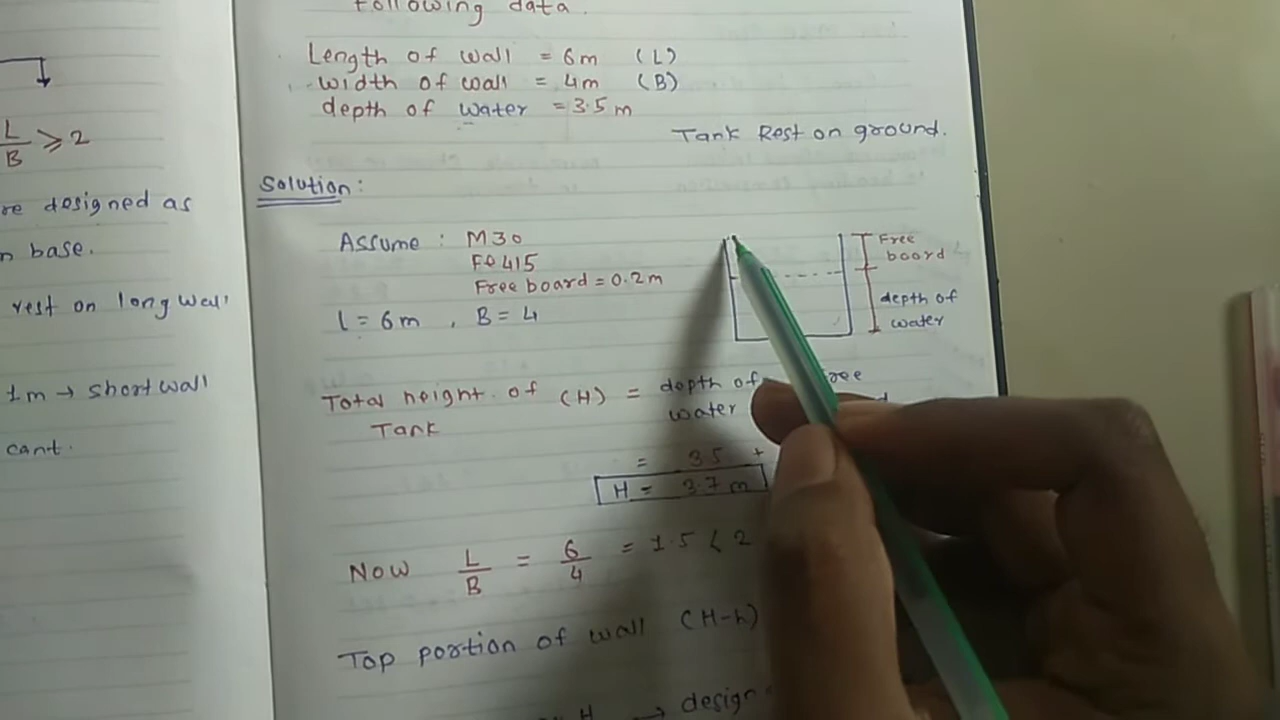 following data.
Length of wall = 6m (L)
width of wall = 4m (B)
depth of water = 3.5 m
Tank Rest on ground.
L/B ⩾ 2
re designed as
n base.
rest on long wall
1m → short wall
cant.
Solution:
Assume : M30
Fe 415
Free board = 0.2m
l = 6m , B = 4
Free
board
depth of
water
Total height of (H) = depth of
Tank water
= 3.5 +
H = 3.7 m
Now L/B = 6/4 = 1.5 < 2
Top portion of wall (H-h)
H → design